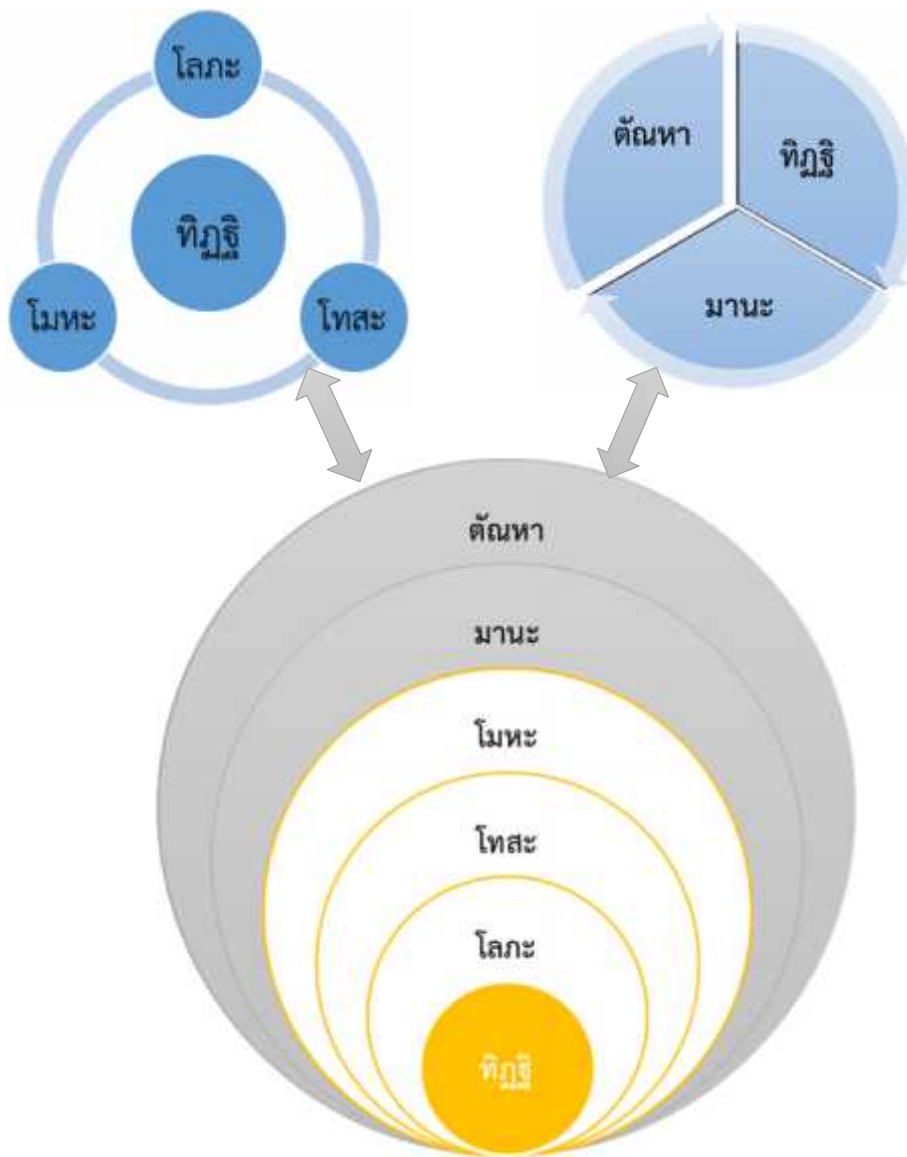 โลภะ
ทิฏฐิ
โมหะ
โทสะ
ตัณหา
ทิฏฐิ
มานะ
ตัณหา
มานะ
โมหะ
โทสะ
โลภะ
ทิฏฐิ